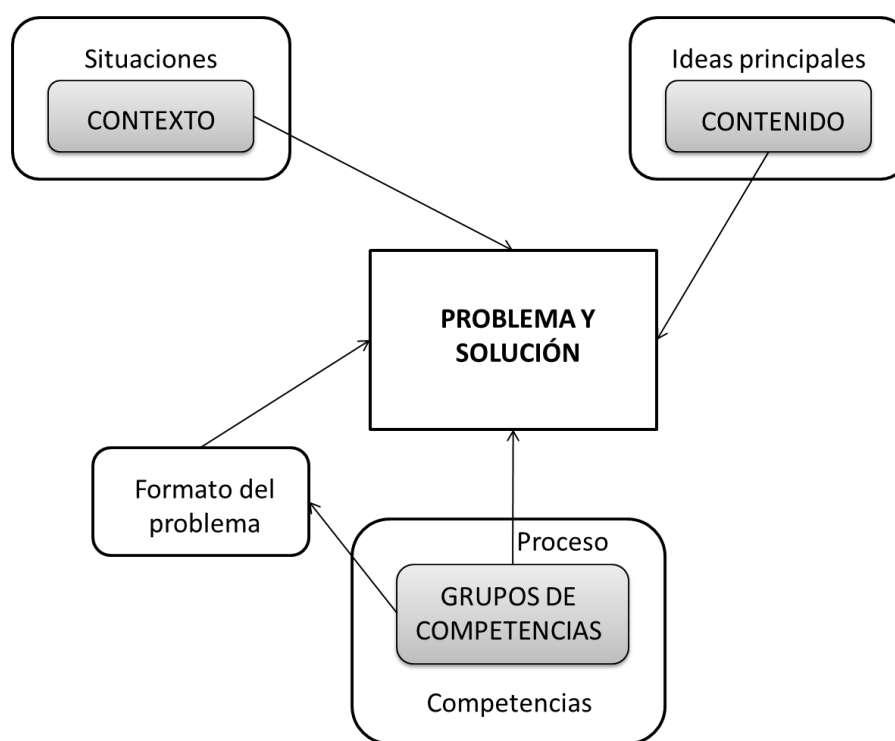 Situaciones
CONTEXTO
Ideas principales
CONTENIDO
PROBLEMA Y
SOLUCIÓN
Formato del
problema
Proceso
GRUPOS DE
COMPETENCIAS
Competencias